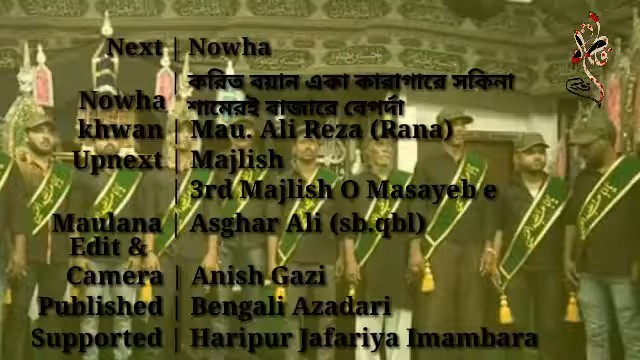 Next | Nowha
| করিত বয়ান একা কারাগারে সকিনা
Nowha শামেরই বাজারে বেপর্দা
khwan | Mau. Ali Reza (Rana)
Upnext | Majlish
| 3rd Majlish O Masayeb e
Maulana | Asghar Ali (sb.qbl)
Edit &
Camera | Anish Gazi
Published | Bengali Azadari
Supported | Haripur Jafariya Imambara